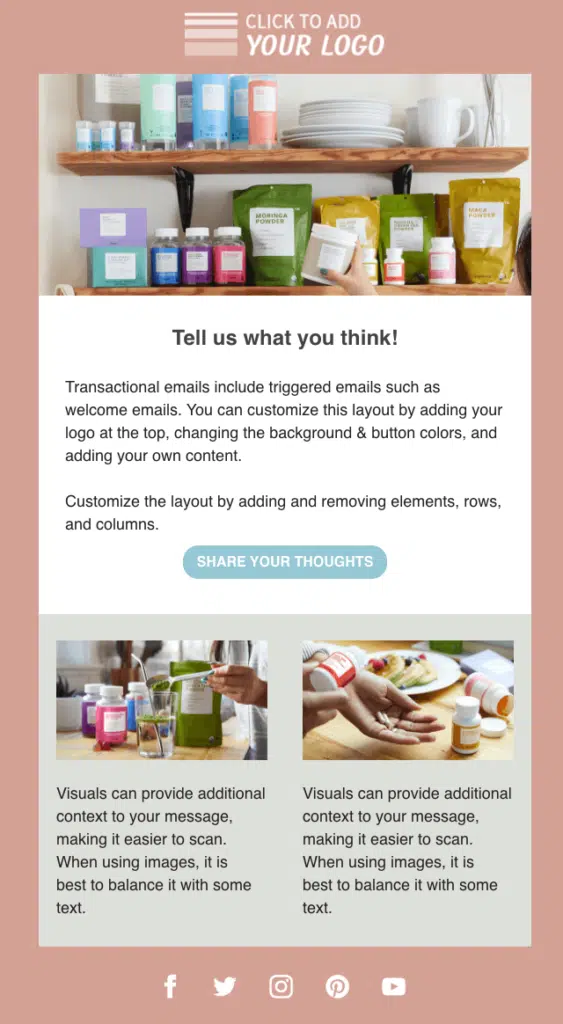 CLICK TO ADD
YOUR LOGO
MORINGA
POWDER
MACA
POWDER
Tell us what you think!
Transactional emails include triggered emails such as
welcome emails. You can customize this layout by adding your
logo at the top, changing the background & button colors, and
adding your own content.
Customize the layout by adding and removing elements, rows,
and columns.
SHARE YOUR THOUGHTS
Visuals can provide additional
context to your message,
making it easier to scan.
When using images, it is
best to balance it with some
text.
Visuals can provide additional
context to your message,
making it easier to scan.
When using images, it is
best to balance it with some
text.